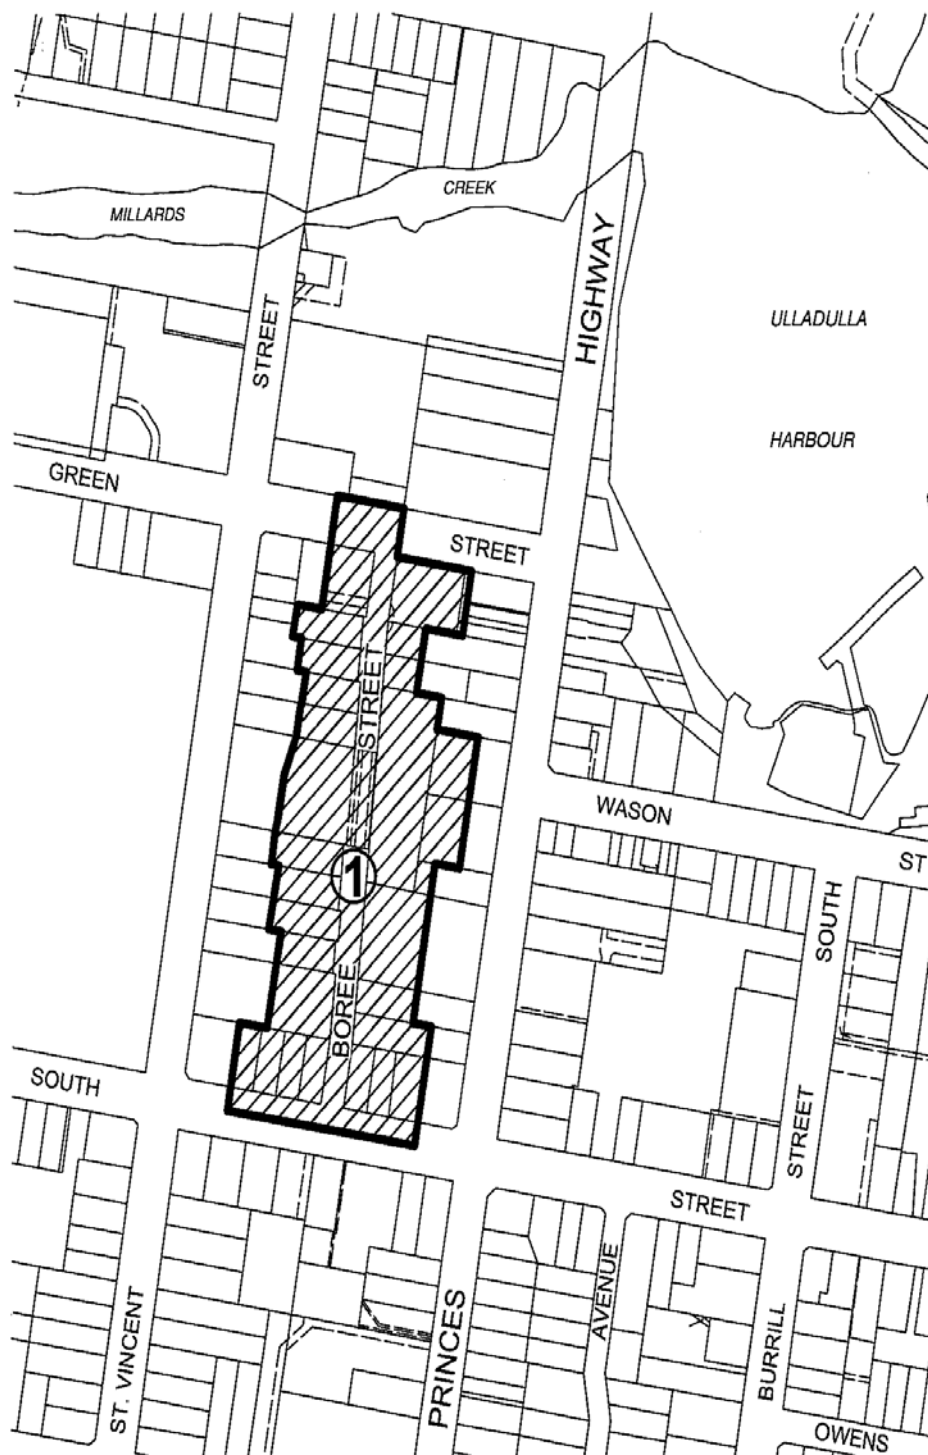 CREEK
MILLARDS
HIGHWAY
STREET
ULLADULLA
HARBOUR
GREEN
STREET
STREET
WASON
ST
1
SOUTH
BOREE
SOUTH
STREET
STREET
AVENUE
ST. VINCENT
PRINCES
BURRILL
OWENS